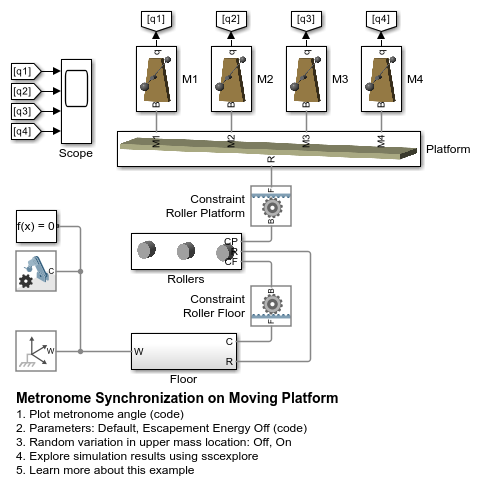 [q1]
[q2]
[q3]
[q4]
[q1]
[q2]
[q3]
[q4]
Scope
q
q
q
q
M1
M2
M3
M4
B
B
B
B
M1
M2
M3
M4
R
Platform
F
Constraint
Roller Platform
B
f(x) = 0
C
CP
R
CF
Rollers
B
Constraint
Roller Floor
F
W
W
C
R
Floor
Metronome Synchronization on Moving Platform
1. Plot metronome angle (code)
2. Parameters: Default, Escapement Energy Off (code)
3. Random variation in upper mass location: Off, On
4. Explore simulation results using sscexplore
5. Learn more about this example